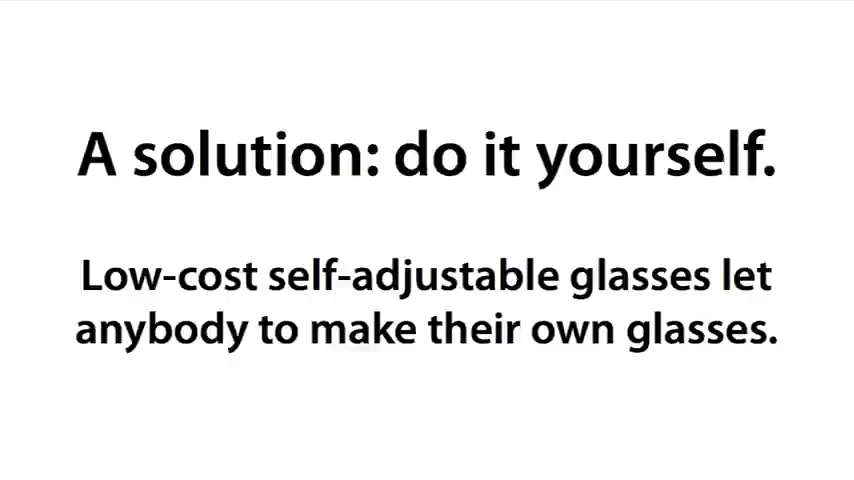 A solution: do it yourself.
Low-cost self-adjustable glasses let
anybody to make their own glasses.